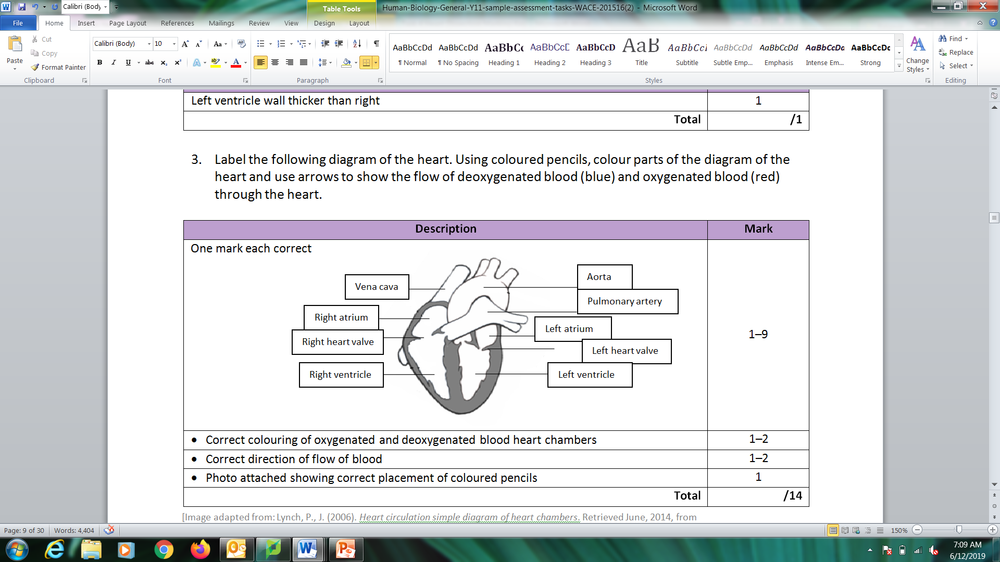 Calibri (Body
Table Tools
Human-Biology-General-Y11-sample-assessment-tasks-WACE-201516(2) - Microsoft Word
File
Home
Insert
Page Layout
References
Mailings
Review
View
Design
Layout
Paste
Cut
Copy
Format Painter
Clipboard
Calibri (Body)
10
Font
Paragraph
AaBbCcDd
¶ Normal
AaBbCcDd
¶ No Spacing
AaBbCc
Heading 1
AaBbCcD
Heading 2
AaBbCcD
Heading 3
AaB
Title
AaBbCcI
Subtitle
AaBbCcDd
Subtle Emp...
AaBbCcDd
Emphasis
AaBbCcDd
Intense Em...
AaBbCcDc
Strong
Styles
Change
Styles
Find
Replace
Select
Editing
Left ventricle wall thicker than right 1
Total /1
3. Label the following diagram of the heart. Using coloured pencils, colour parts of the diagram of the
heart and use arrows to show the flow of deoxygenated blood (blue) and oxygenated blood (red)
through the heart.
Description Mark
One mark each correct
Vena cava
Aorta
Pulmonary artery
Right atrium
Left atrium
Right heart valve
Left heart valve
Right ventricle
Left ventricle
1–9
• Correct colouring of oxygenated and deoxygenated blood heart chambers 1–2
• Correct direction of flow of blood 1–2
• Photo attached showing correct placement of coloured pencils 1
Total /14
[Image adapted from: Lynch, P., J. (2006). Heart circulation simple diagram of heart chambers. Retrieved June, 2014, from
Page: 9 of 30
Words: 4,404
150%
7:09 AM
6/12/2019